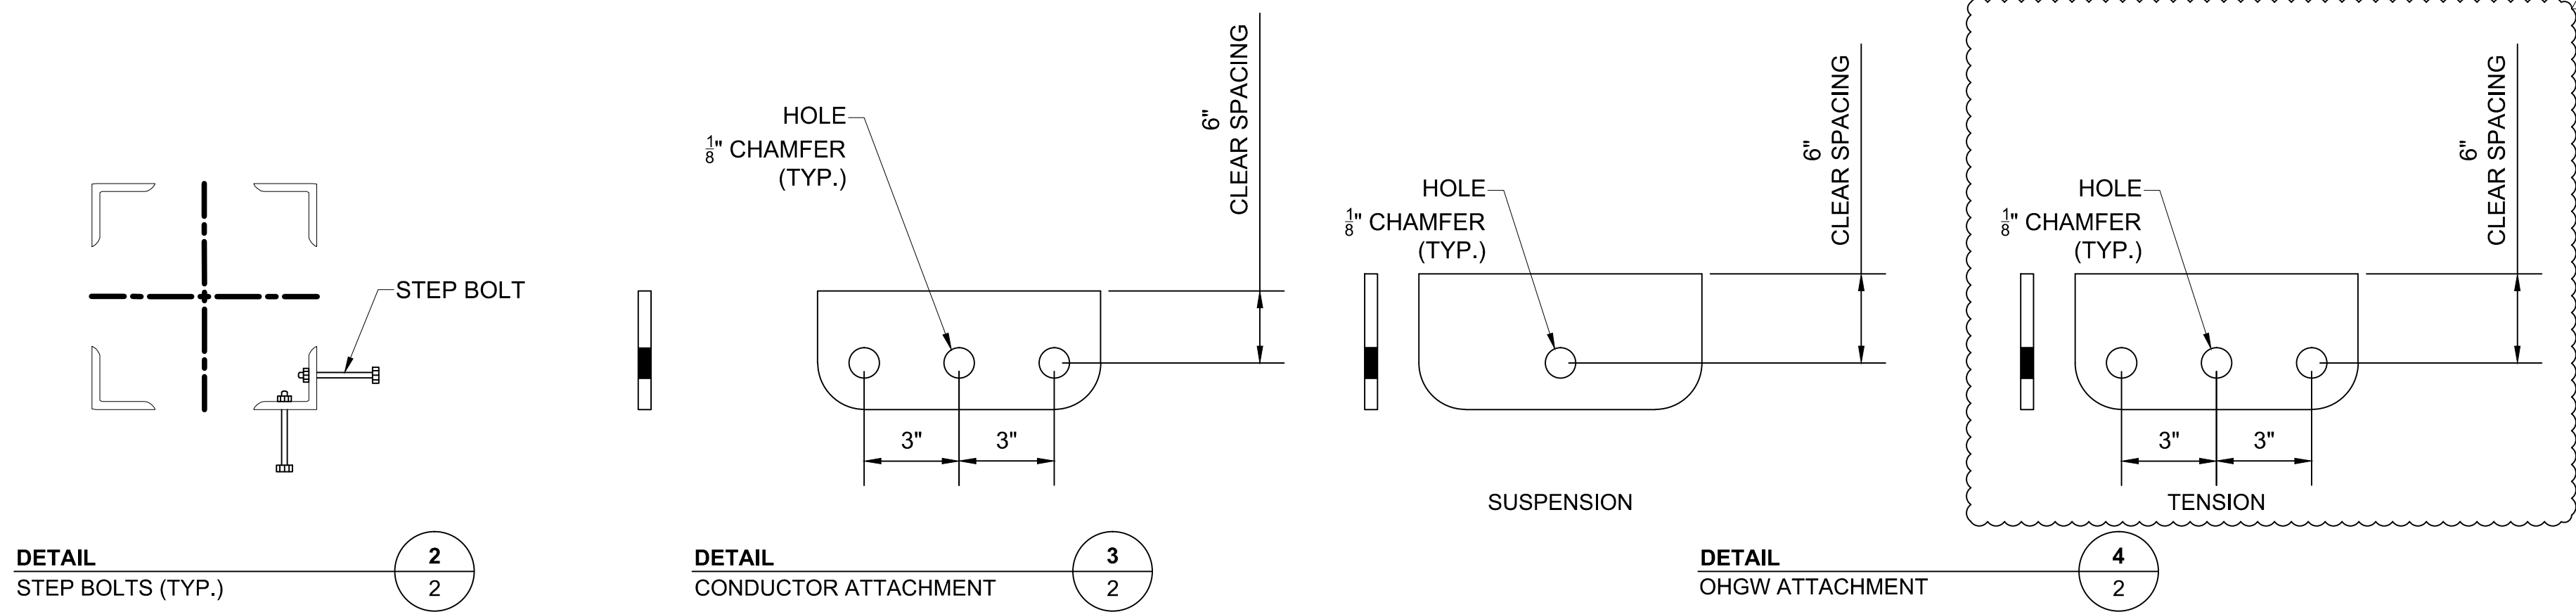 STEP BOLT
DETAIL
2
STEP BOLTS (TYP.)
2
HOLE
1/8" CHAMFER
(TYP.)
6"
CLEAR SPACING
3"
3"
DETAIL
3
CONDUCTOR ATTACHMENT
2
HOLE
1/8" CHAMFER
(TYP.)
6"
CLEAR SPACING
SUSPENSION
HOLE
1/8" CHAMFER
(TYP.)
6"
CLEAR SPACING
3"
3"
TENSION
DETAIL
4
OHGW ATTACHMENT
2